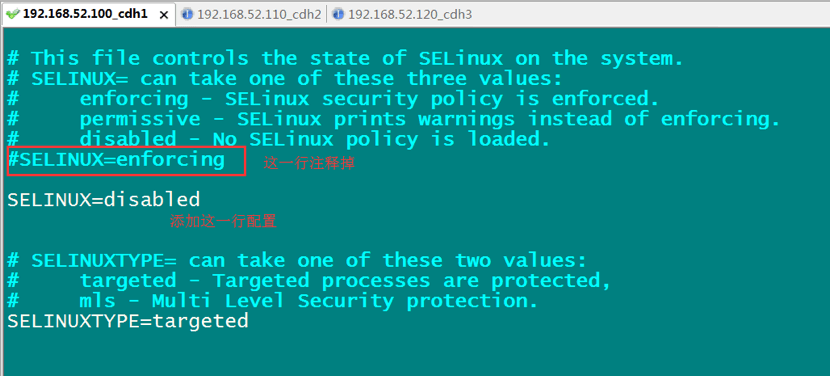 192.168.52.100_cdh1 192.168.52.110_cdh2 192.168.52.120_cdh3
# This file controls the state of SELinux on the system.
# SELINUX= can take one of these three values:
#     enforcing - SELinux security policy is enforced.
#     permissive - SELinux prints warnings instead of enforcing.
#     disabled - No SELinux policy is loaded.
#SELINUX=enforcing 这一行注释掉
SELINUX=disabled
添加这一行配置
# SELINUXTYPE= can take one of these two values:
#     targeted - Targeted processes are protected,
#     mls - Multi Level Security protection.
SELINUXTYPE=targeted